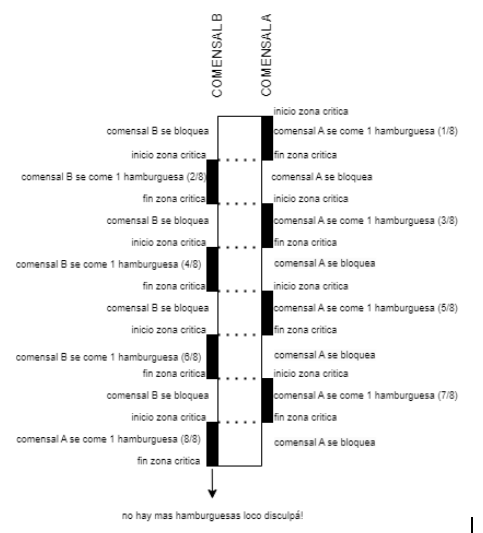 COMENSAL B
COMENSAL A
inicio zona critica
comensal B se bloquea
comensal A se come 1 hamburguesa (1/8)
inicio zona critica
fin zona critica
comensal B se come 1 hamburguesa (2/8)
comensal A se bloquea
fin zona critica
inicio zona critica
comensal B se bloquea
comensal A se come 1 hamburguesa (3/8)
inicio zona critica
fin zona critica
comensal B se come 1 hamburguesa (4/8)
comensal A se bloquea
fin zona critica
inicio zona critica
comensal B se bloquea
comensal A se come 1 hamburguesa (5/8)
inicio zona critica
fin zona critica
comensal B se come 1 hamburguesa (6/8)
comensal A se bloquea
fin zona critica
inicio zona critica
comensal B se bloquea
comensal A se come 1 hamburguesa (7/8)
inicio zona critica
fin zona critica
comensal A se come 1 hamburguesa (8/8)
comensal A se bloquea
fin zona critica
no hay mas hamburguesas loco disculpá!